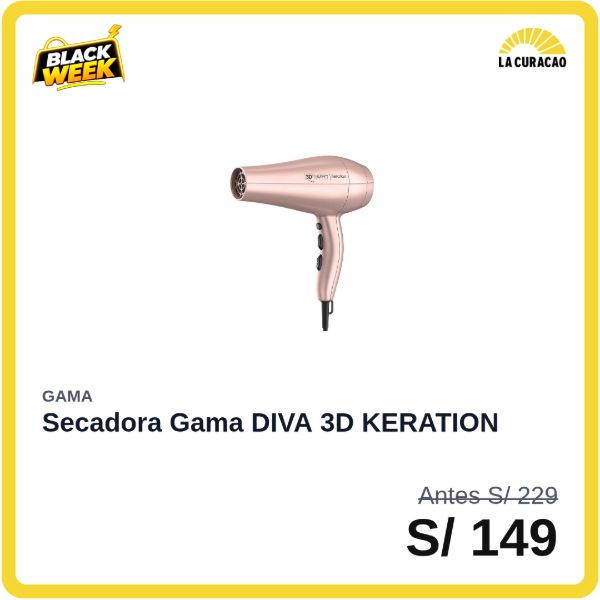 BLACK
WEEK
LA CURACAO
GAMA
Secadora Gama DIVA 3D KERATION
Antes S/ 229
S/ 149